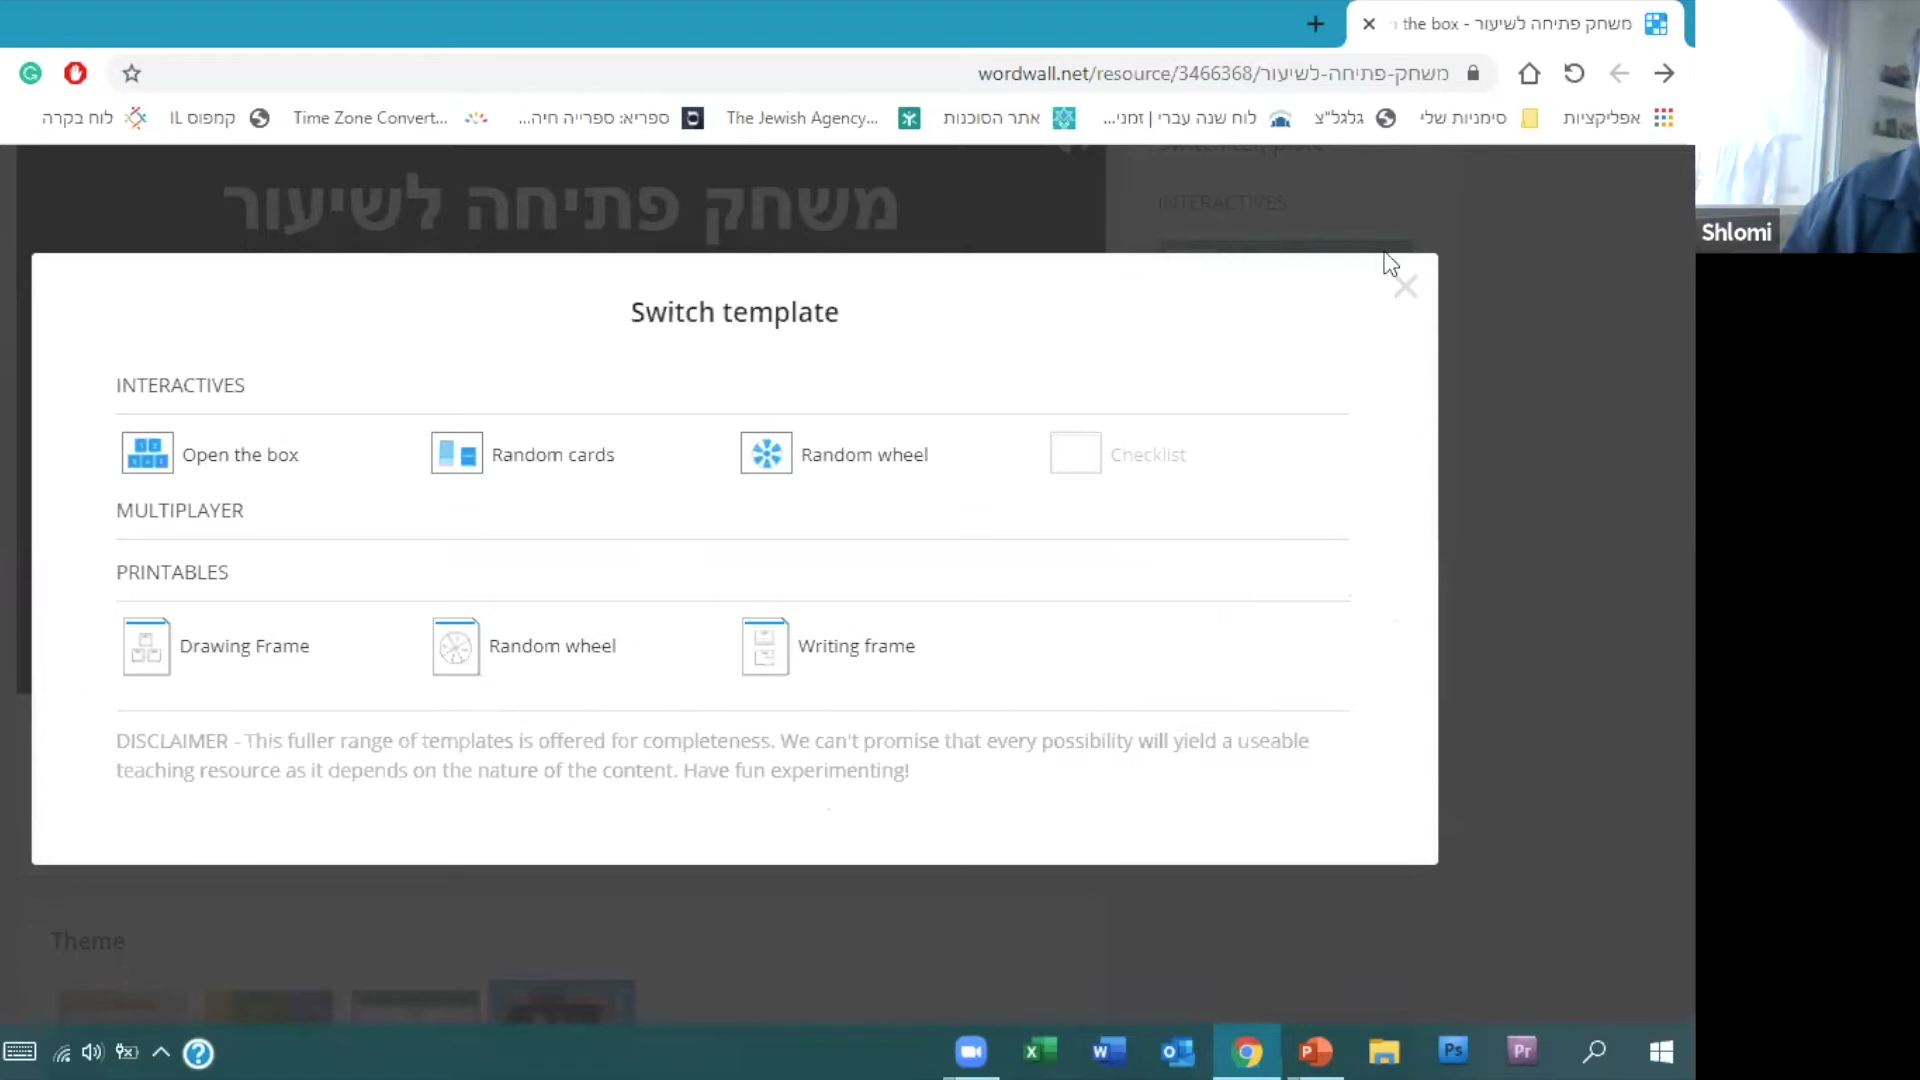 משחק פתיחה לשיעור - the box
wordwall.net/resource/3466368/משחק-פתיחה-לשיעור
אפליקציות
סימניות שלי
גלגל"צ
לוח שנה עברי | זמני...
אתר הסוכנות
The Jewish Agency...
ספריא: ספרייה חיה...
Time Zone Convert...
קמפוס IL
לוח בקרה
משחק פתיחה לשיעור
INTERACTIVES
Shlomi
Switch template
INTERACTIVES
Open the box
Random cards
Random wheel
Checklist
MULTIPLAYER
PRINTABLES
Drawing Frame
Random wheel
Writing frame
DISCLAIMER - This fuller range of templates is offered for completeness. We can't promise that every possibility will yield a useable
teaching resource as it depends on the nature of the content. Have fun experimenting!
Theme